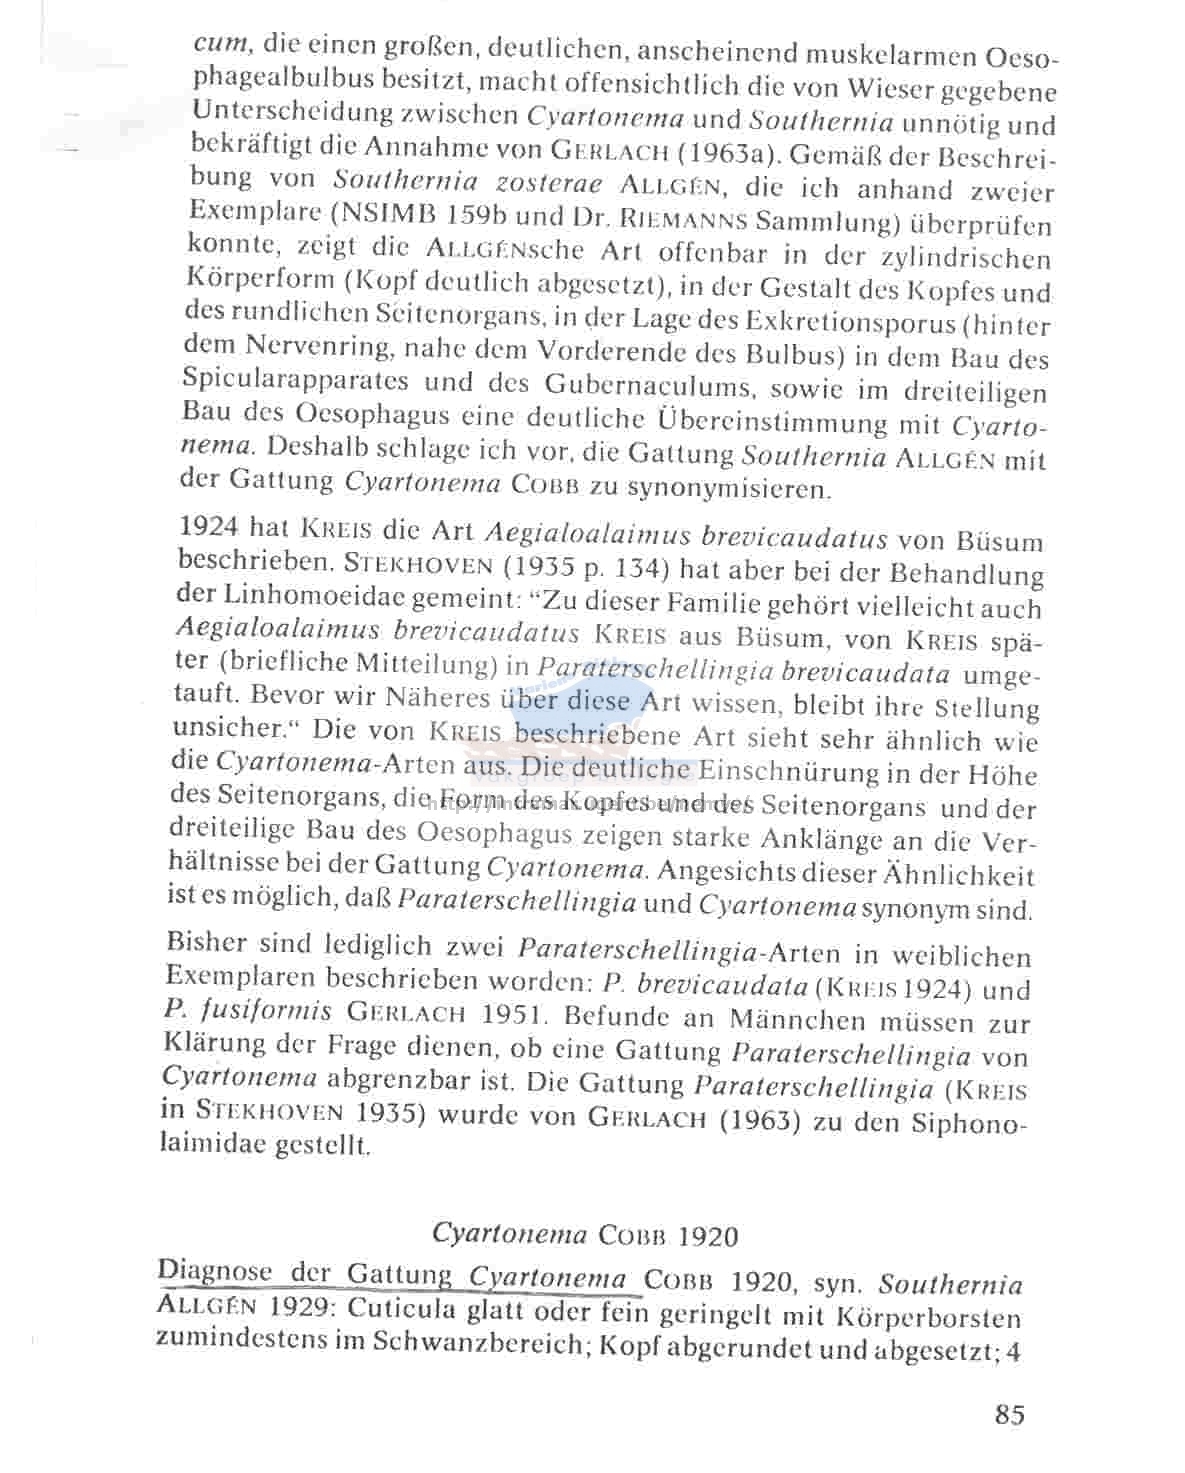 cum, die einen großen, deutlichen, anscheinend muskelarmen Oeso-
phagealbulbus besitzt, macht offensichtlich die von Wieser gegebene
Unterscheidung zwischen Cyartonema und Southernia unnötig und
bekräftigt die Annahme von GERLACH (1963a). Gemäß der Beschrei-
bung von Southernia zosterae ALLGÉN, die ich anhand zweier
Exemplare (NSIMB 159b und Dr. RIEMANNS Sammlung) überprüfen
konnte, zeigt die ALLGÉNsche Art offenbar in der zylindrischen
Körperform (Kopf deutlich abgesetzt), in der Gestalt des Kopfes und
des rundlichen Seitenorgans, in der Lage des Exkretionsporus (hinter
dem Nervenring, nahe dem Vorderende des Bulbus) in dem Bau des
Spicularapparates und des Gubernaculums, sowie im dreiteiligen
Bau des Oesophagus eine deutliche Übereinstimmung mit Cyarto-
nema. Deshalb schlage ich vor, die Gattung Southernia ALLGÉN mit
der Gattung Cyartonema COBB zu synonymisieren.
1924 hat KREIS die Art Aegialoalaimus brevicaudatus von Büsum
beschrieben. STEKHOVEN (1935 p. 134) hat aber bei der Behandlung
der Linhomoeidae gemeint: “Zu dieser Familie gehört vielleicht auch
Aegialoalaimus brevicaudatus KREIS aus Büsum, von KREIS spä-
ter (briefliche Mitteilung) in Paraterschellingia brevicaudata umge-
tauft. Bevor wir Näheres über diese Art wissen, bleibt ihre Stellung
unsicher.“ Die von KREIS beschriebene Art sieht sehr ähnlich wie
die Cyartonema-Arten aus. Die deutliche Einschnürung in der Höhe
des Seitenorgans, die Form des Kopfes und des Seitenorgans und der
dreiteilige Bau des Oesophagus zeigen starke Anklänge an die Ver-
hältnisse bei der Gattung Cyartonema. Angesichts dieser Ähnlichkeit
ist es möglich, daß Paraterschellingia und Cyartonema synonym sind.
Bisher sind lediglich zwei Paraterschellingia-Arten in weiblichen
Exemplaren beschrieben worden: P. brevicaudata (KREIS 1924) und
P. fusiformis GERLACH 1951. Befunde an Männchen müssen zur
Klärung der Frage dienen, ob eine Gattung Paraterschellingia von
Cyartonema abgrenzbar ist. Die Gattung Paraterschellingia (KREIS
in STEKHOVEN 1935) wurde von GERLACH (1963) zu den Siphono-
laimidae gestellt.
Cyartonema COBB 1920
Diagnose der Gattung Cyartonema COBB 1920, syn. Southernia
ALLGÉN 1929: Cuticula glatt oder fein geringelt mit Körperborsten
zumindestens im Schwanzbereich; Kopf abgerundet und abgesetzt; 4
85